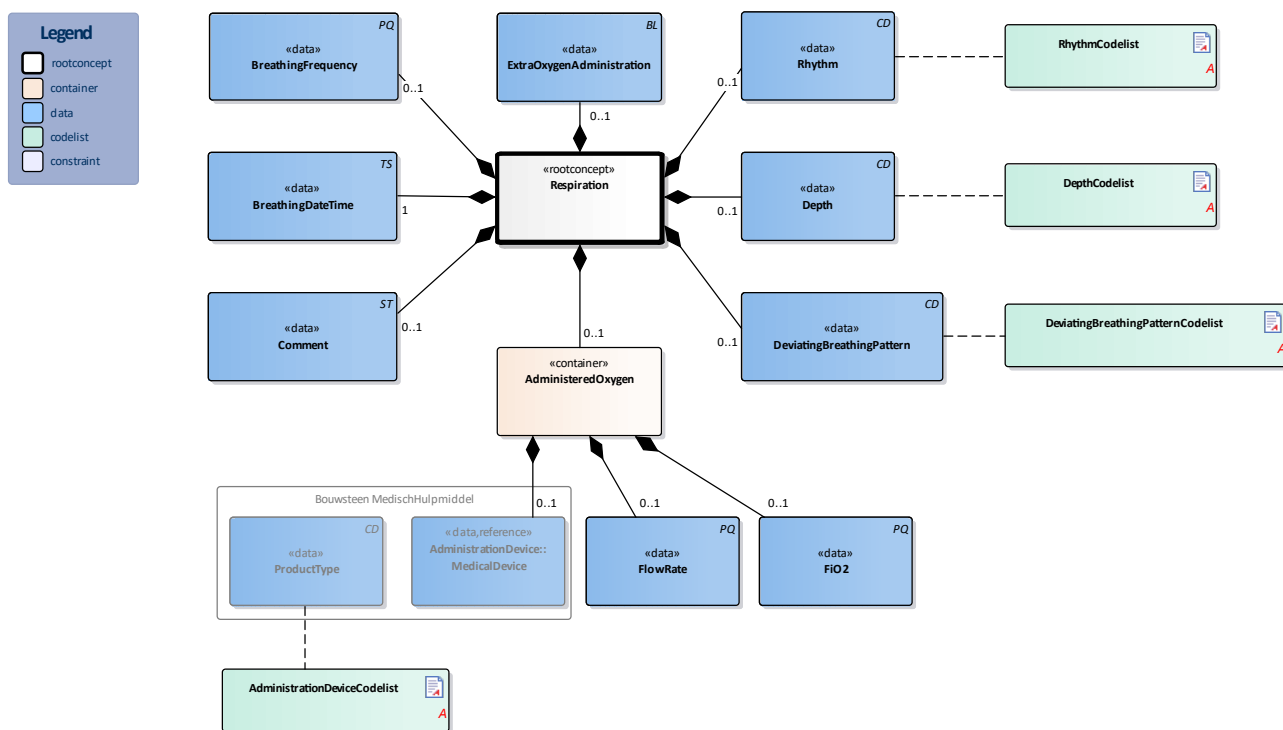 Legend
rootconcept
container
data
codelist
constraint
PQ
«data»
BreathingFrequency
0..1
BL
«data»
ExtraOxygenAdministration
0..1
CD
«data»
Rhythm
0..1
RhythmCodelist
A
TS
«data»
BreathingDateTime
1
«rootconcept»
Respiration
CD
«data»
Depth
0..1
DepthCodelist
A
ST
«data»
Comment
0..1
0..1
CD
«data»
DeviatingBreathingPattern
0..1
DeviatingBreathingPatternCodelist
A
«container»
AdministeredOxygen
Bouwsteen MedischHulpmiddel
0..1
0..1
0..1
CD
«data»
ProductType
«data,reference»
AdministrationDevice::
MedicalDevice
PQ
«data»
FlowRate
PQ
«data»
FiO2
AdministrationDeviceCodelist
A